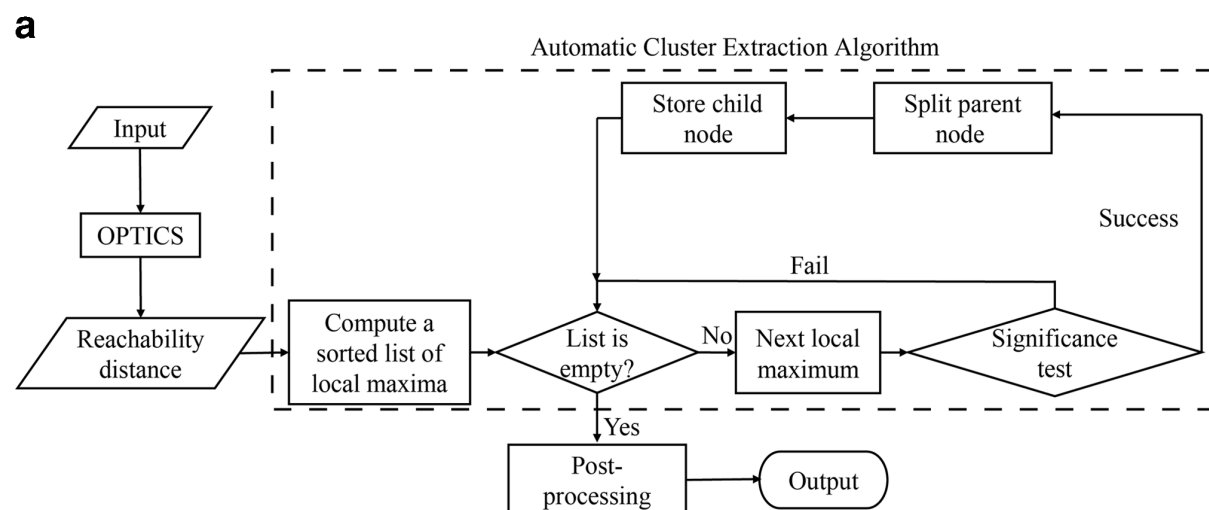 a
Automatic Cluster Extraction Algorithm
Input
Store child
node
Split parent
node
OPTICS
Success
Fail
Reachability
distance
Compute a
sorted list of
local maxima
List is
empty?
No
Next local
maximum
Significance
test
Yes
Post-
processing
Output